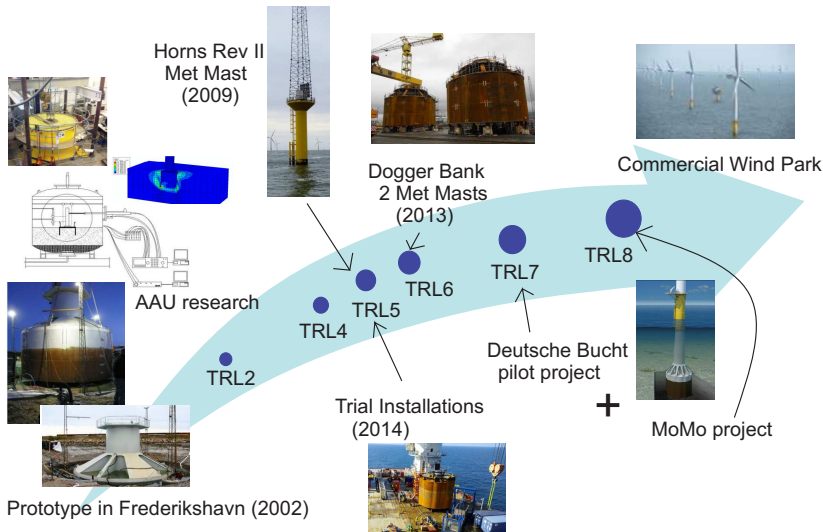 Horns Rev II
Met Mast
(2009)
Commercial Wind Park
Dogger Bank
2 Met Masts
(2013)
TRL8
TRL7
TRL6
TRL5
TRL4
AAU research
TRL2
Deutsche Bucht
pilot project
Trial Installations
(2014)
+
MoMo project
Prototype in Frederikshavn (2002)